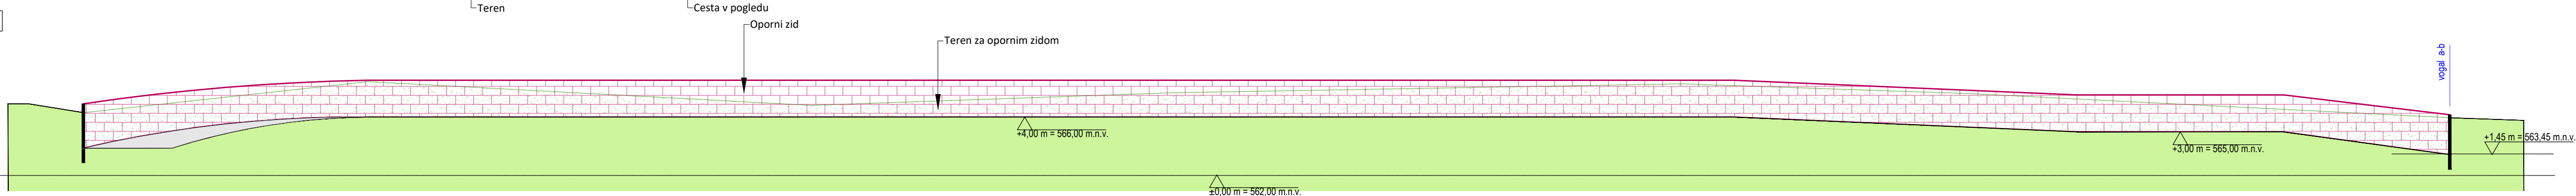 Teren
Cesta v pogledu
Oporni zid
Teren za opornim zidom
vogal a-b
+4,00 m = 566,00 m.n.v.
+1,45 m = 563,45 m.n.v.
+3,00 m = 565,00 m.n.v.
±0,00 m = 562,00 m.n.v.